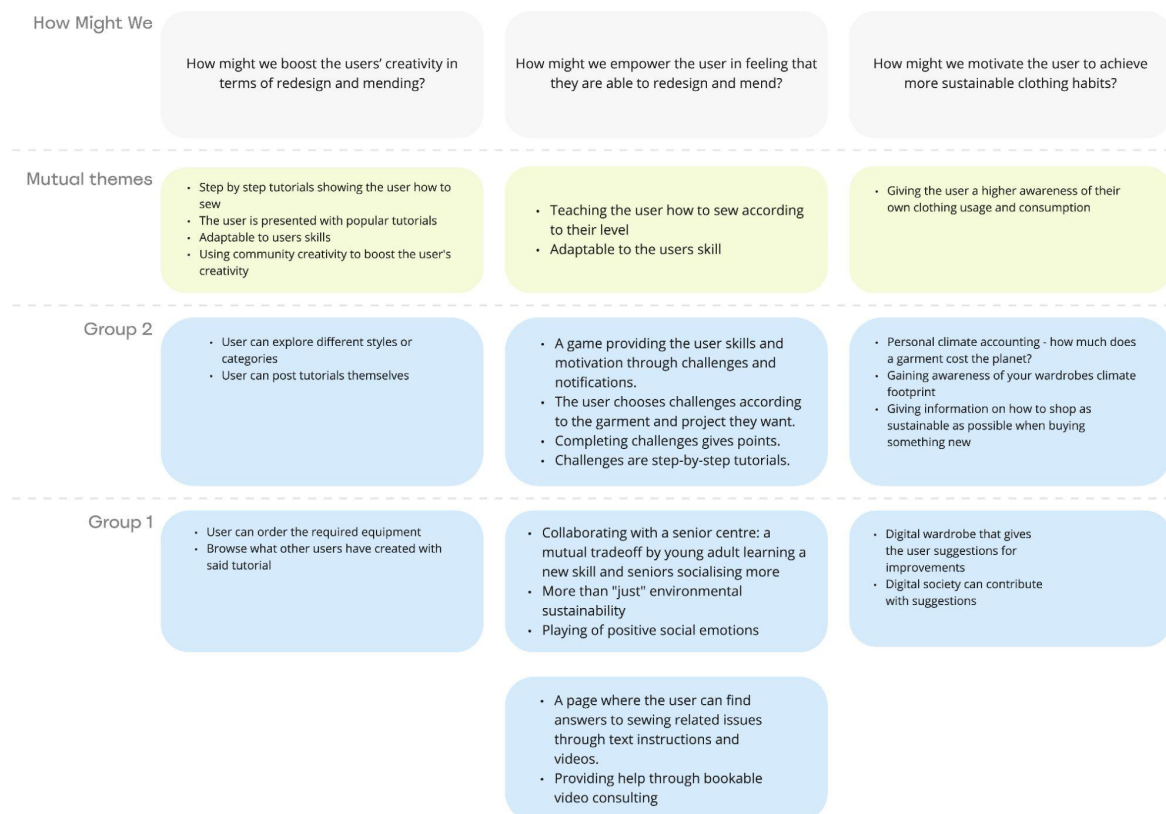 How Might We
How might we boost the users' creativity in
terms of redesign and mending?
How might we empower the user in feeling that
they are able to redesign and mend?
How might we motivate the user to achieve
more sustainable clothing habits?
Mutual themes
• Step by step tutorials showing the user how to
sew
• The user is presented with popular tutorials
• Adaptable to users skills
• Using community creativity to boost the user's
creativity
• Teaching the user how to sew according
to their level
• Adaptable to the users skill
• Giving the user a higher awareness of their
own clothing usage and consumption
Group 2
• User can explore different styles or
categories
• User can post tutorials themselves
• A game providing the user skills and
motivation through challenges and
notifications.
• The user chooses challenges according
to the garment and project they want.
• Completing challenges gives points.
• Challenges are step-by-step tutorials.
• Personal climate accounting - how much does
a garment cost the planet?
• Gaining awareness of your wardrobes climate
footprint
• Giving information on how to shop as
sustainable as possible when buying
something new
Group 1
• User can order the required equipment
• Browse what other users have created with
said tutorial
• Collaborating with a senior centre: a
mutual tradeoff by young adult learning a
new skill and seniors socialising more
• More than "just" environmental
sustainability
• Playing of positive social emotions
• Digital wardrobe that gives
the user suggestions for
improvements
• Digital society can contribute
with suggestions
• A page where the user can find
answers to sewing related issues
through text instructions and
videos.
• Providing help through bookable
video consulting